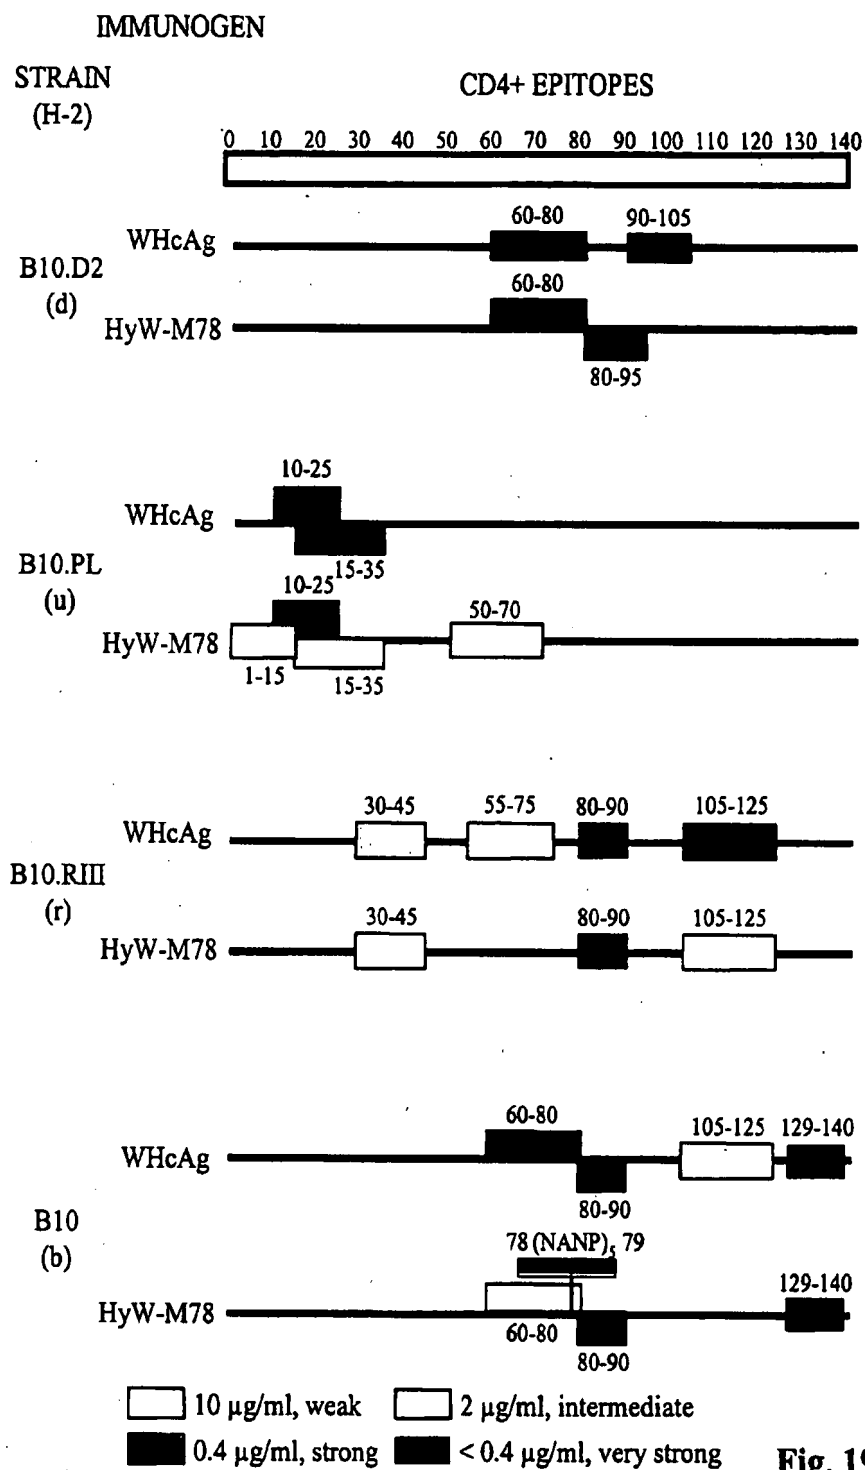 IMMUNOGEN
STRAIN
(H-2)
CD4+ EPITOPES
0 10 20 30 40 50 60 70 80 90 100 110 120 130 140
60-80 90-105
WHcAg
B10.D2
(d)
60-80
HyW-M78
80-95
10-25
WHcAg
15-35
B10.PL
(u)
10-25
50-70
HyW-M78
1-15
15-35
30-45 55-75 80-90 105-125
WHcAg
B10.RIII
(r)
30-45 80-90 105-125
HyW-M78
60-80 105-125 129-140
WHcAg
80-90
B10
(b)
78 (NANP)5 79
129-140
HyW-M78
60-80
80-90
10 µg/ml, weak 2 µg/ml, intermediate
0.4 µg/ml, strong < 0.4 µg/ml, very strong
Fig.